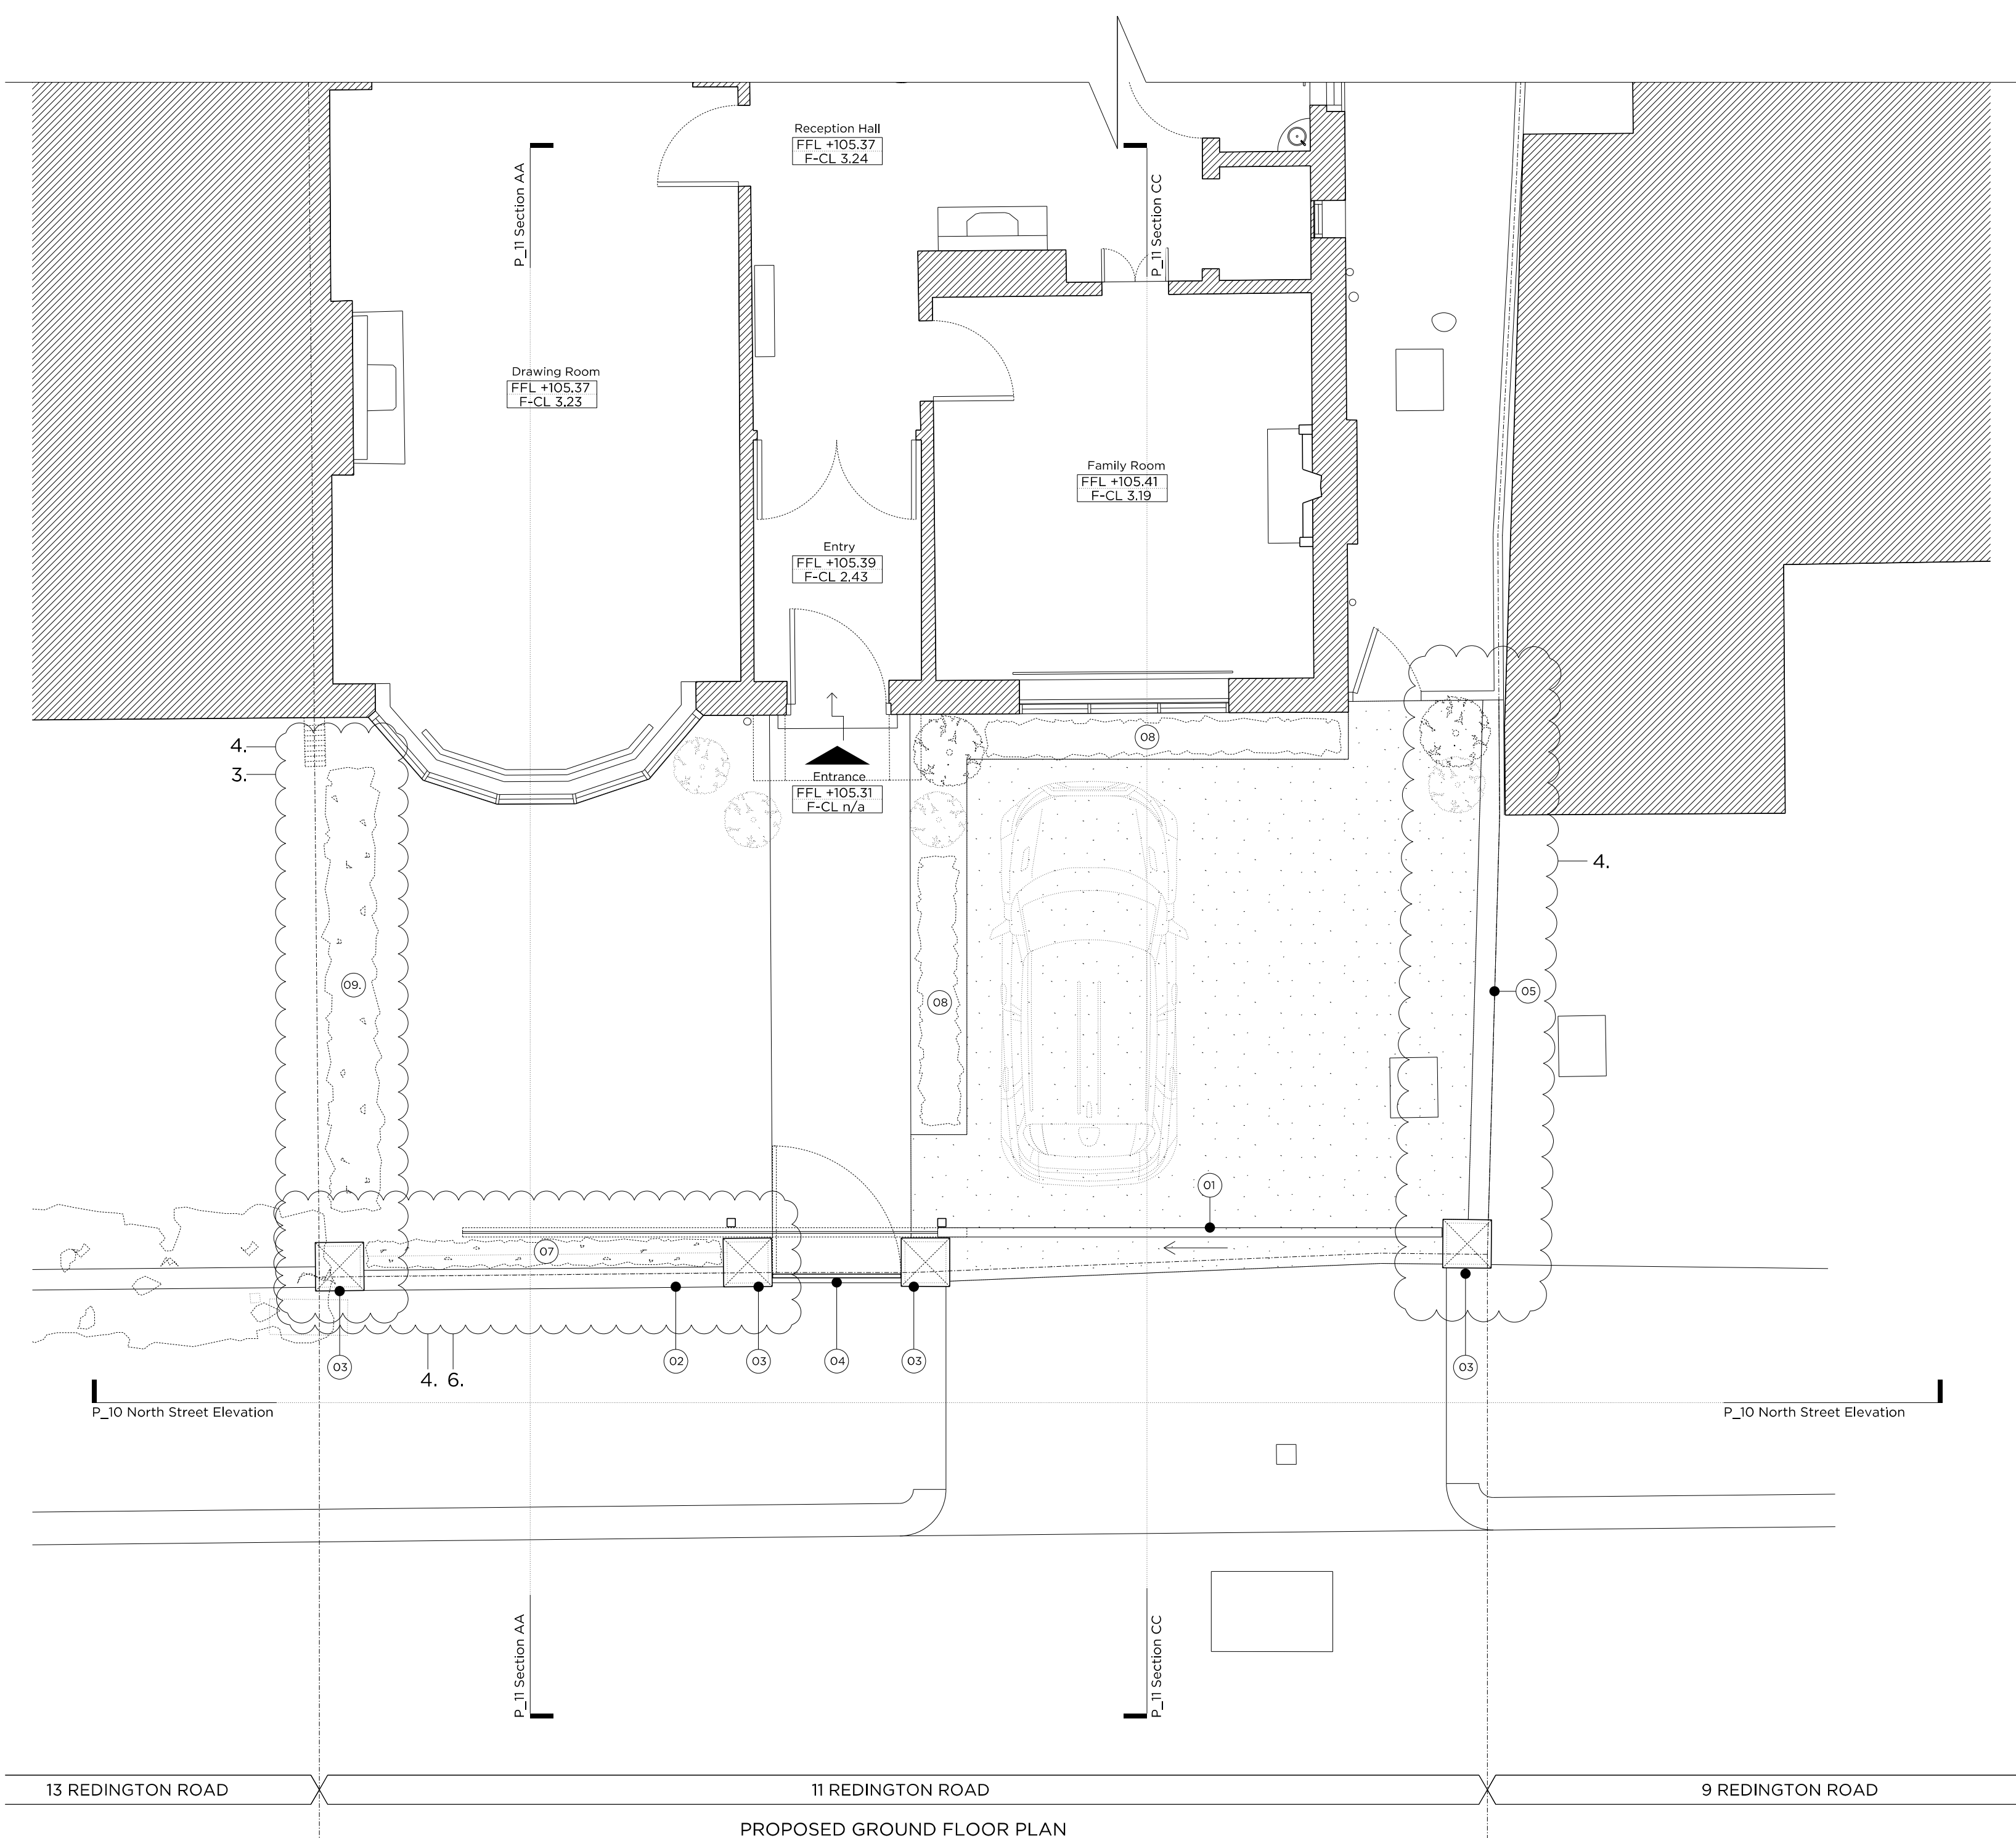 Reception Hall
FFL +105.37
F-CL 3.24
P_11 Section AA
P_11 Section CC
Drawing Room
FFL +105.37
F-CL 3.23
Family Room
FFL +105.41
F-CL 3.19
Entry
FFL +105.39
F-CL 2.43
4.
3.
08
Entrance
FFL +105.31
F-CL n/a
4.
09.
08
05
01
07
03
02
03
04
03
03
4. 6.
P_10 North Street Elevation
P_10 North Street Elevation
P_11 Section AA
P_11 Section CC
13 REDINGTON ROAD
11 REDINGTON ROAD
9 REDINGTON ROAD
PROPOSED GROUND FLOOR PLAN